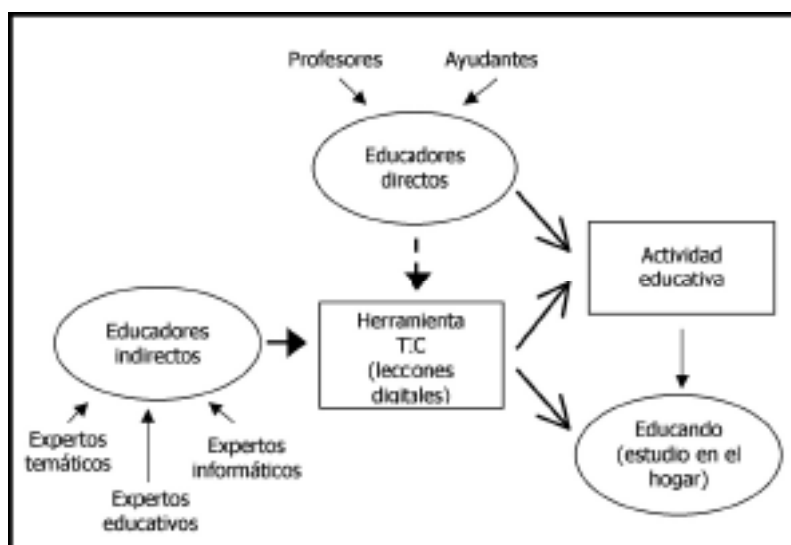 Profesores
Ayudantes
Educadores
directos
Actividad
educativa
Educadores
indirectos
Herramienta
TIC
(lecciones
digitales)
Expertos
temáticos
Expertos
educativos
Expertos
informáticos
Educando
(estudio en el
hogar)